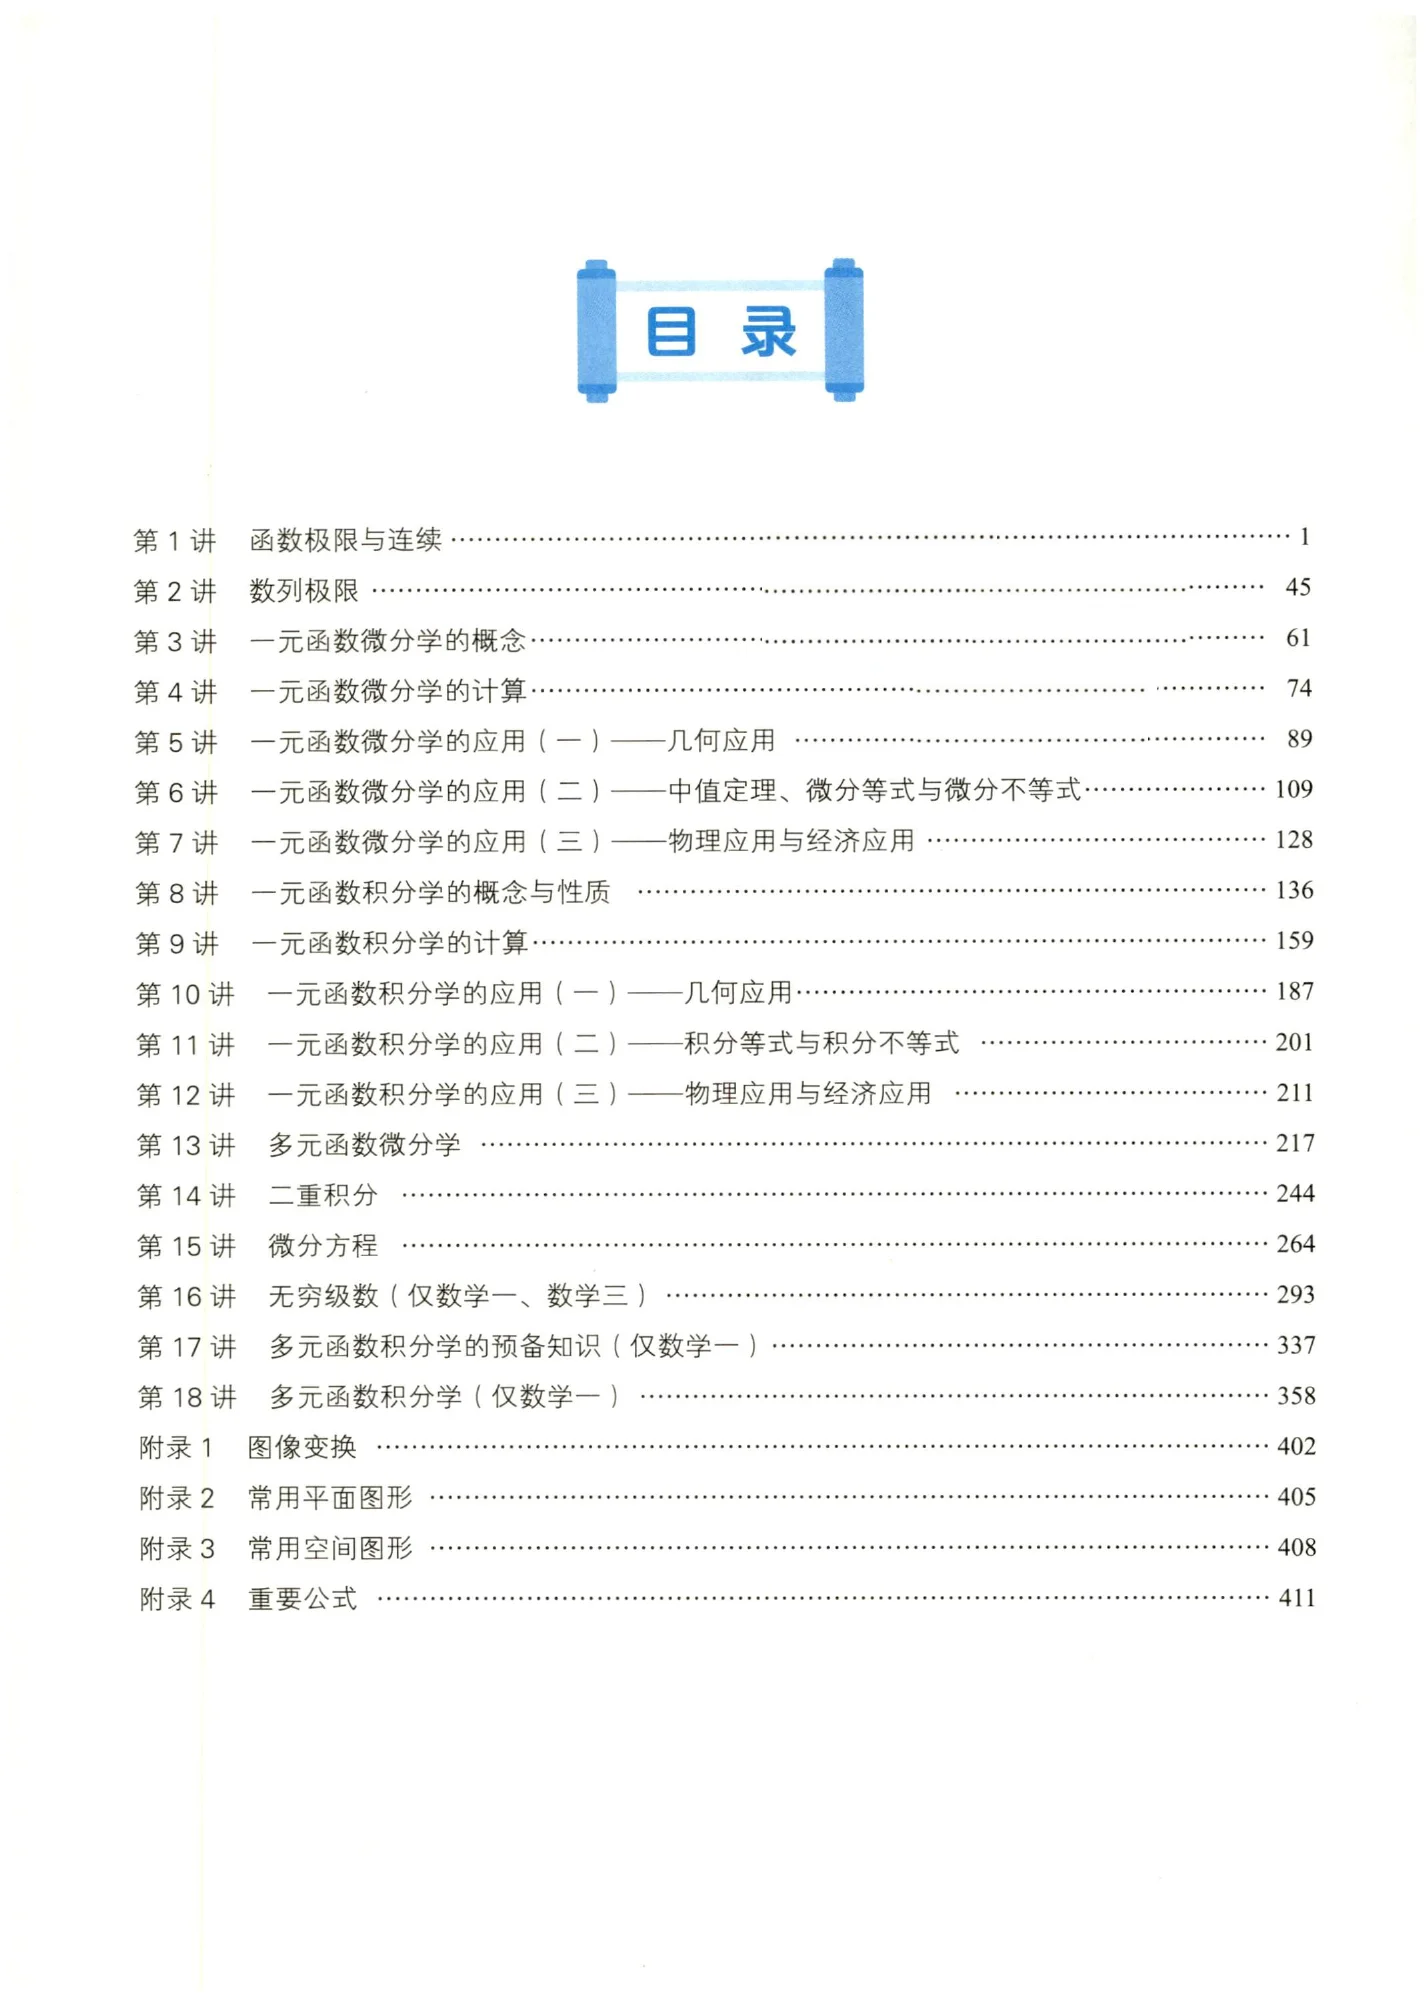 目 录
第 1 讲 函数极限与连续 1
第 2 讲 数列极限 45
第 3 讲 一元函数微分学的概念 61
第 4 讲 一元函数微分学的计算 74
第 5 讲 一元函数微分学的应用（一）——几何应用 89
第 6 讲 一元函数微分学的应用（二）——中值定理、微分等式与微分不等式 109
第 7 讲 一元函数微分学的应用（三）——物理应用与经济应用 128
第 8 讲 一元函数积分学的概念与性质 136
第 9 讲 一元函数积分学的计算 159
第 10 讲 一元函数积分学的应用（一）——几何应用 187
第 11 讲 一元函数积分学的应用（二）——积分等式与积分不等式 201
第 12 讲 一元函数积分学的应用（三）——物理应用与经济应用 211
第 13 讲 多元函数微分学 217
第 14 讲 二重积分 244
第 15 讲 微分方程 264
第 16 讲 无穷级数（仅数学一、数学三） 293
第 17 讲 多元函数积分学的预备知识（仅数学一） 337
第 18 讲 多元函数积分学（仅数学一） 358
附录 1 图像变换 402
附录 2 常用平面图形 405
附录 3 常用空间图形 408
附录 4 重要公式 411